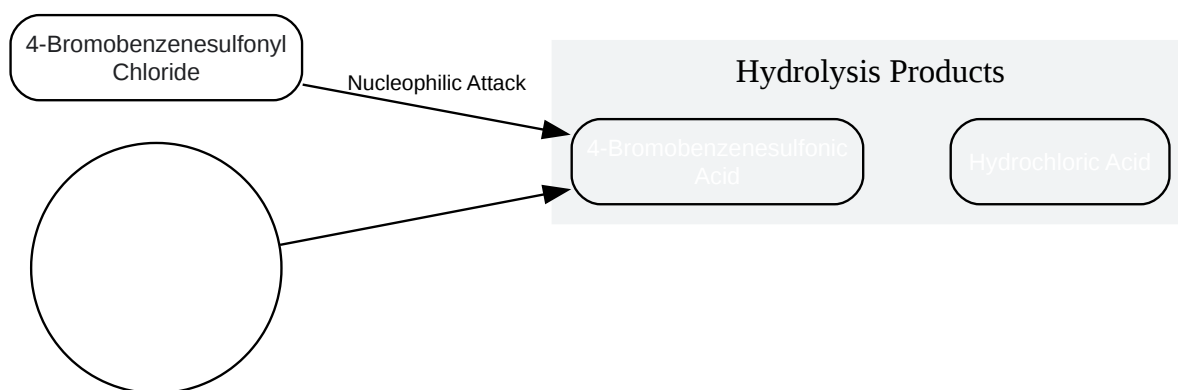 4-Bromobenzenesulfonyl
Chloride
Nucleophilic Attack
Hydrolysis Products
4-Bromobenzenesulfonic
Acid
Hydrochloric Acid